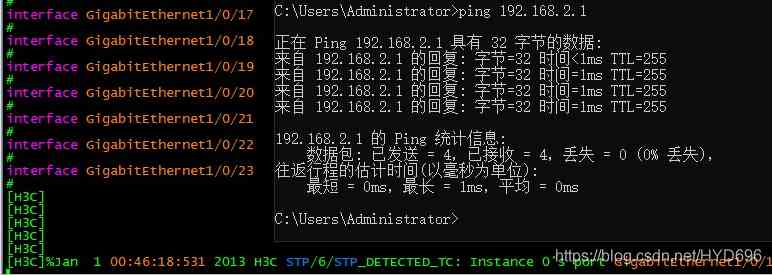 interface GigabitEthernet1/0/17
#
interface GigabitEthernet1/0/18
#
interface GigabitEthernet1/0/19
#
interface GigabitEthernet1/0/20
#
interface GigabitEthernet1/0/21
#
interface GigabitEthernet1/0/22
#
interface GigabitEthernet1/0/23
#
[H3C]
[H3C]
[H3C]
[H3C]
[H3C]
[H3C]%Jan  1 00:46:18:531 2013 H3C STP/6/STP_DETECTED_TC: Instance 0's port GigabitEthernet1/0/1
C:\Users\Administrator>ping 192.168.2.1
正在 Ping 192.168.2.1 具有 32 字节的数据:
来自 192.168.2.1 的回复: 字节=32 时间<1ms TTL=255
来自 192.168.2.1 的回复: 字节=32 时间=1ms TTL=255
来自 192.168.2.1 的回复: 字节=32 时间=1ms TTL=255
来自 192.168.2.1 的回复: 字节=32 时间=1ms TTL=255
192.168.2.1 的 Ping 统计信息:
    数据包: 已发送 = 4，已接收 = 4，丢失 = 0 (0% 丢失)，
往返行程的估计时间(以毫秒为单位):
    最短 = 0ms，最长 = 1ms，平均 = 0ms
C:\Users\Administrator>
https://blog.csdn.net/HYD696